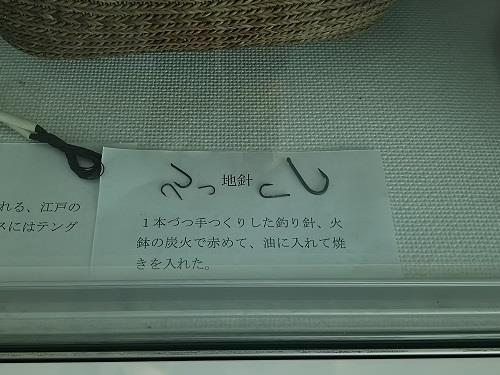 地針
１本づつ手つくりした釣り針、火
鉢の炭火で赤めて、油に入れて焼
きを入れた。
れる、江戸の
スにはテング